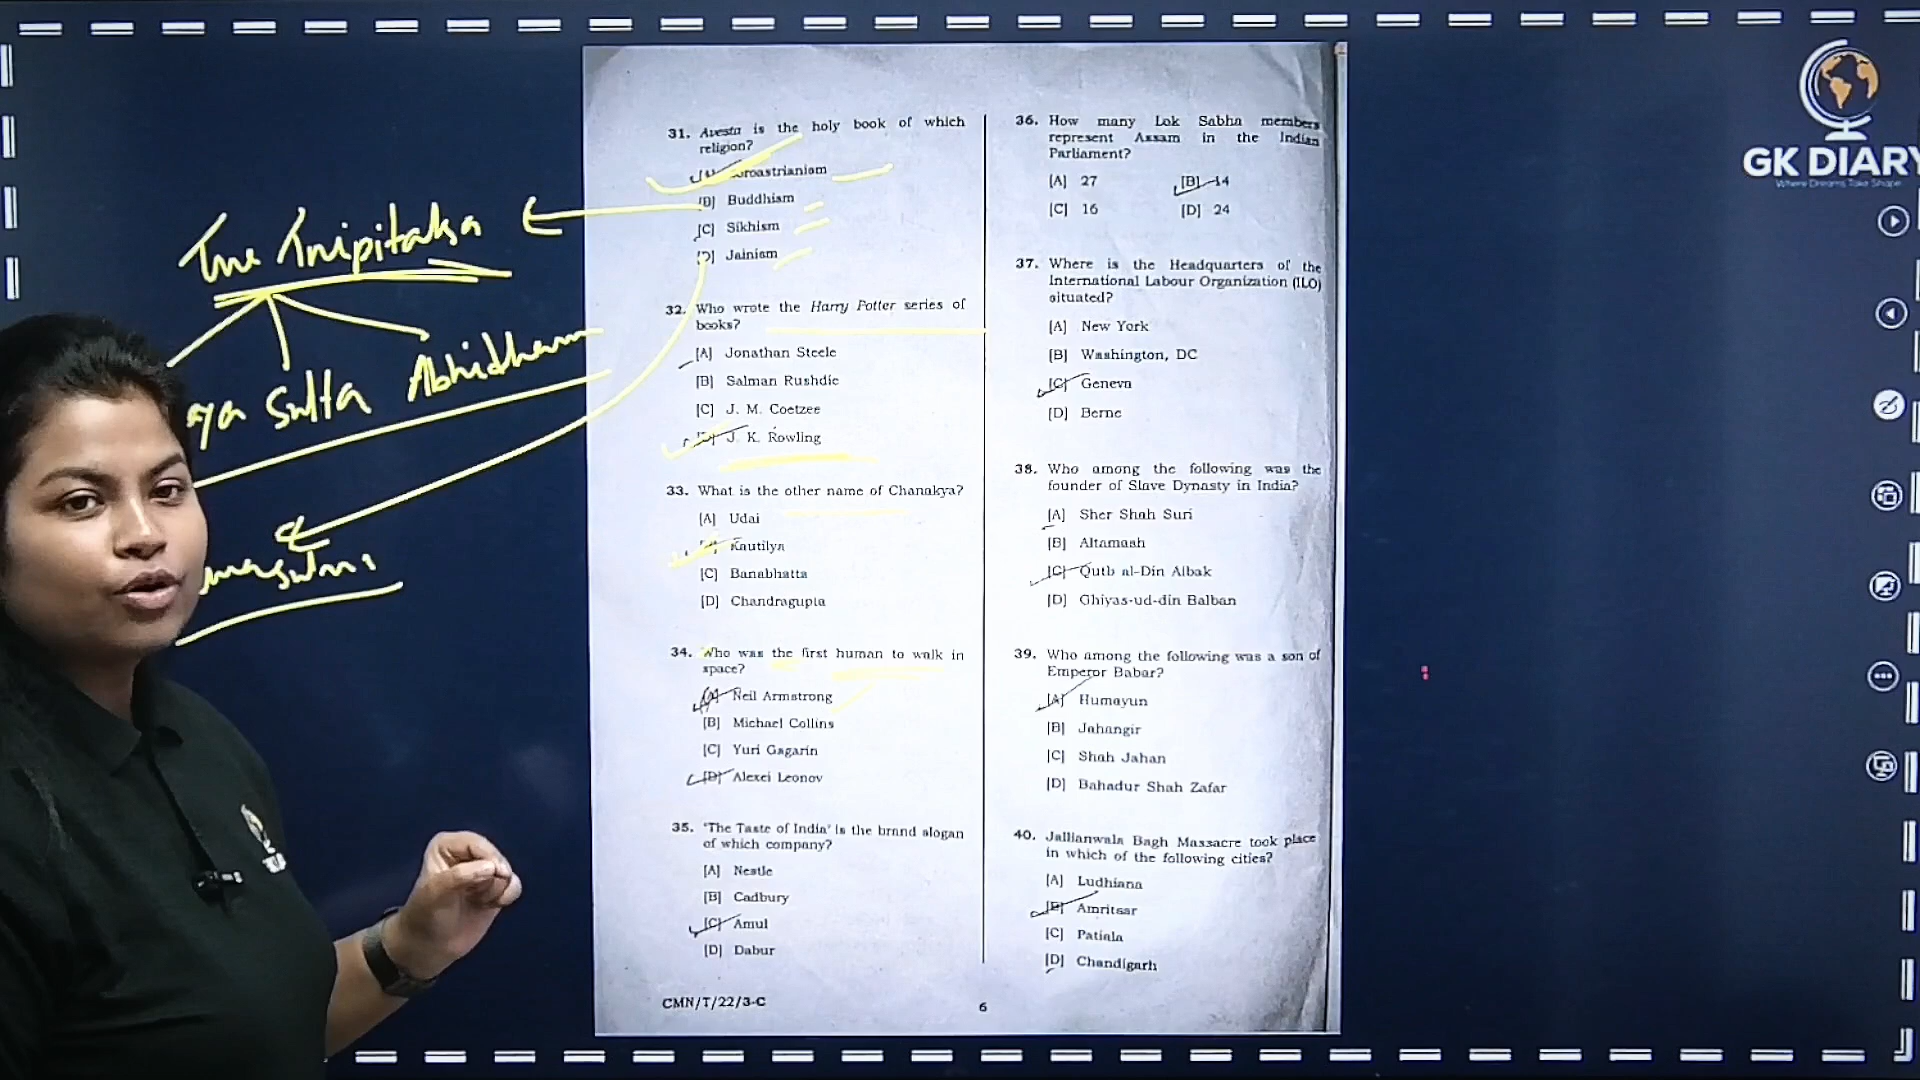 GK DIARY
Where Dreams Take Shape
The Tripitaka
Sutta Abhidham
31. Avesta is the holy book of which
religion?
Zoroastrianism
[B] Buddhism
[C] Sikhism
[D] Jainism
32. Who wrote the Harry Potter series of
books?
[A] Jonathan Steele
[B] Salman Rushdie
[C] J. M. Coetzee
[D] J. K. Rowling
33. What is the other name of Chanakya?
[A] Udai
Kautilya
[C] Banabhatta
[D] Chandragupta
34. Who was the first human to walk in
space?
[A] Neil Armstrong
[B] Michael Collins
[C] Yuri Gagarin
[D] Alexei Leonov
35. 'The Taste of India' is the brand slogan
of which company?
[A] Nestle
[B] Cadbury
[C] Amul
[D] Dabur
36. How many Lok Sabha members
represent Assam in the Indian
Parliament?
[A] 27 [B] 14
[C] 16 [D] 24
37. Where is the Headquarters of the
International Labour Organization (ILO)
situated?
[A] New York
[B] Washington, DC
[C] Geneva
[D] Berne
38. Who among the following was the
founder of Slave Dynasty in India?
[A] Sher Shah Suri
[B] Altamash
[C] Qutb al-Din Aibak
[D] Ghiyas-ud-din Balban
39. Who among the following was a son of
Emperor Babar?
[A] Humayun
[B] Jahangir
[C] Shah Jahan
[D] Bahadur Shah Zafar
40. Jallianwala Bagh Massacre took place
in which of the following cities?
[A] Ludhiana
[B] Amritsar
[C] Patiala
[D] Chandigarh
CMN/T/22/3-C
6